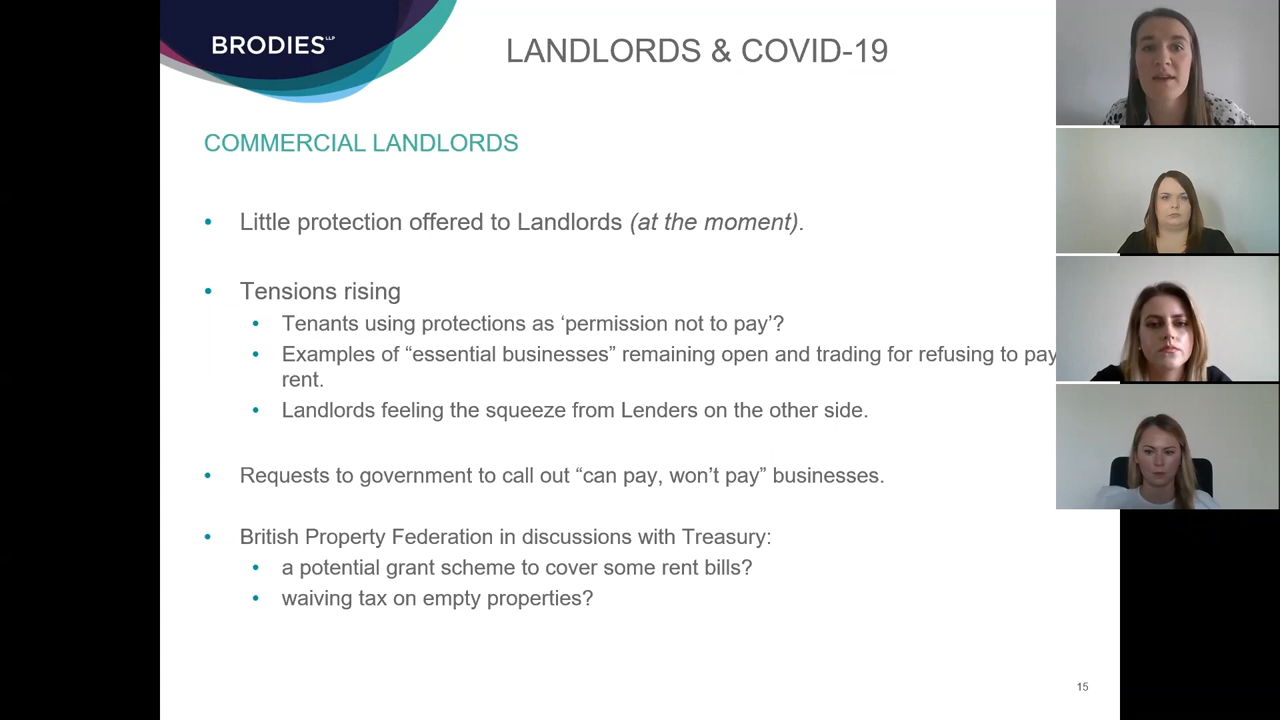 BRODIES LLP
LANDLORDS & COVID-19
COMMERCIAL LANDLORDS
• Little protection offered to Landlords (at the moment).
• Tensions rising
• Tenants using protections as ‘permission not to pay’?
• Examples of “essential businesses” remaining open and trading for refusing to pay
rent.
• Landlords feeling the squeeze from Lenders on the other side.
• Requests to government to call out “can pay, won’t pay” businesses.
• British Property Federation in discussions with Treasury:
• a potential grant scheme to cover some rent bills?
• waiving tax on empty properties?
15